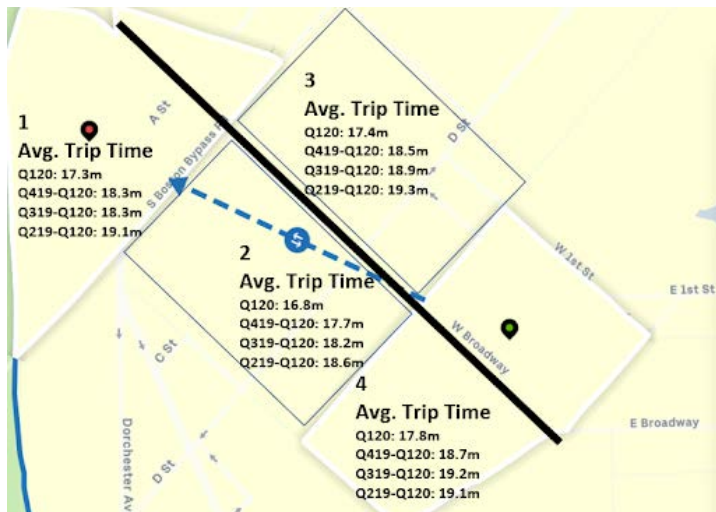 3
Avg. Trip Time
Q120: 17.4m
Q419-Q120: 18.5m
Q319-Q120: 18.9m
Q219-Q120: 19.3m
1
Avg. Trip Time
Q120: 17.3m
Q419-Q120: 18.3m
Q319-Q120: 18.3m
Q219-Q120: 19.1m
A St
S Boston Bypass
D St
2
Avg. Trip Time
Q120: 16.8m
Q419-Q120: 17.7m
Q319-Q120: 18.2m
Q219-Q120: 18.6m
W 1st St
E 1st St
W Broadway
4
Avg. Trip Time
Q120: 17.8m
Q419-Q120: 18.7m
Q319-Q120: 19.2m
Q219-Q120: 19.1m
C St
Dorchester Av
D St
E Broadway